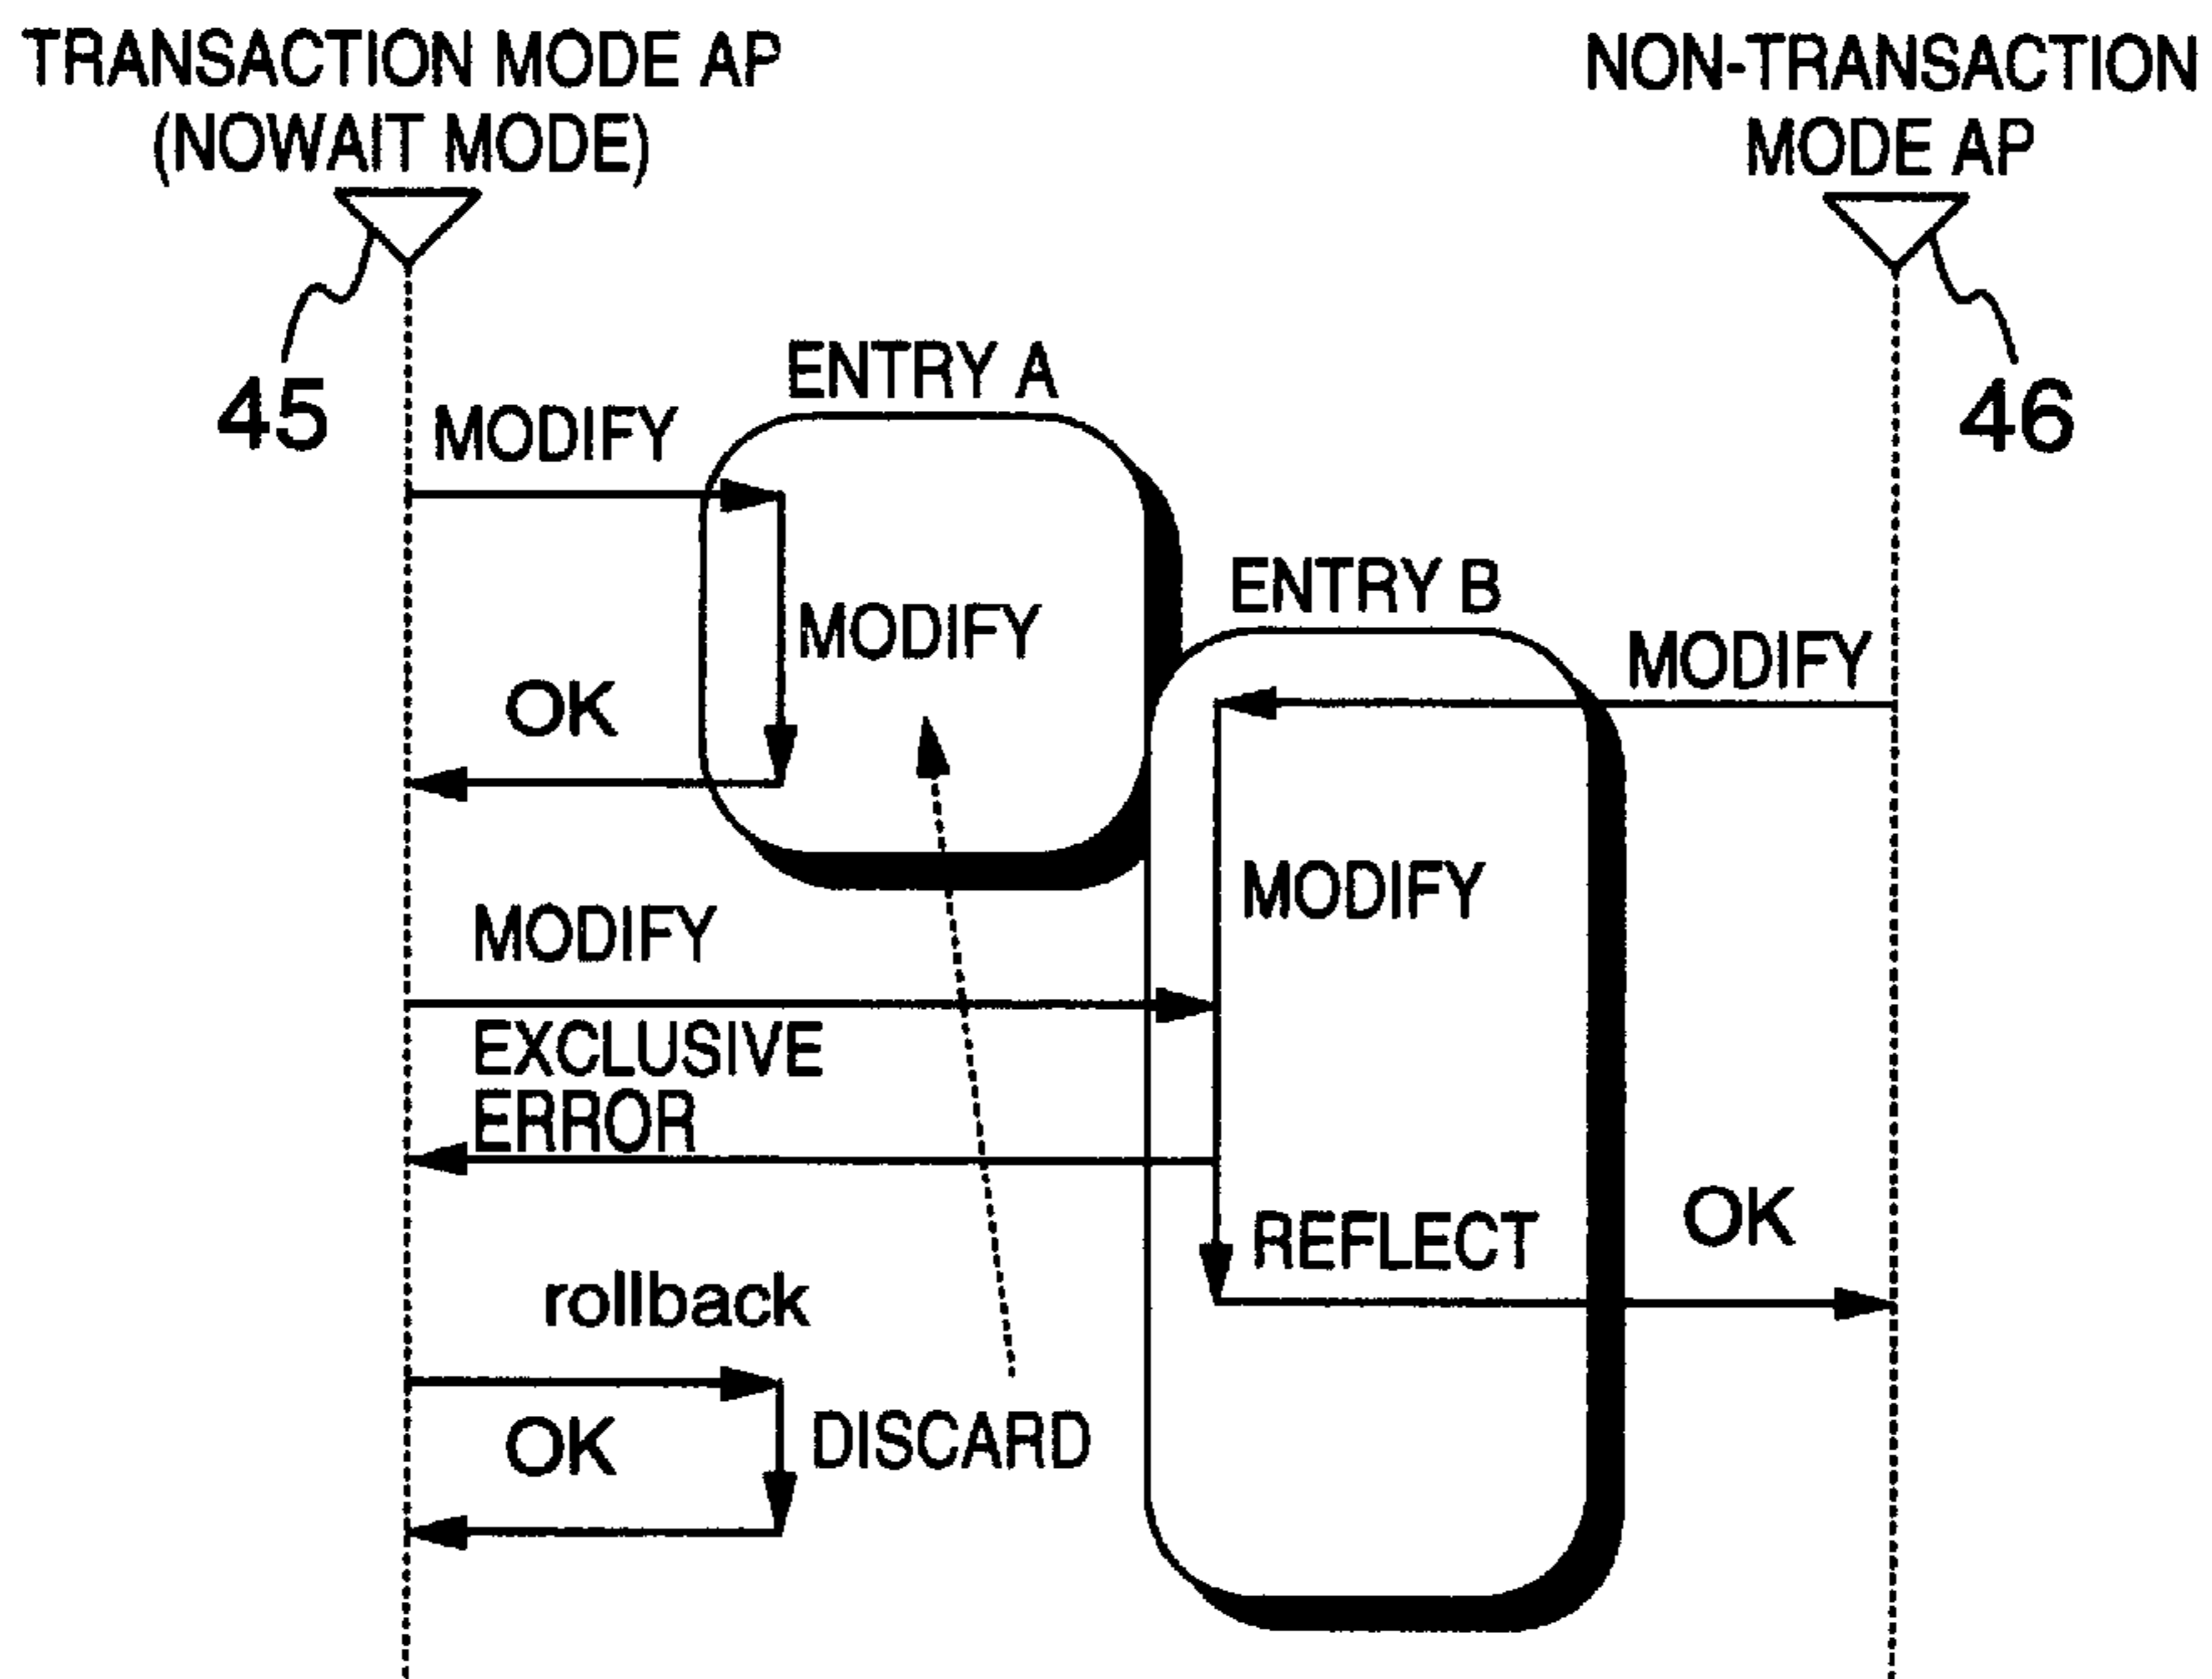 TRANSACTION MODE AP
(NOWAIT MODE)
NON-TRANSACTION
MODE AP
45
46
ENTRY A
MODIFY
MODIFY
OK
ENTRY B
MODIFY
MODIFY
MODIFY
EXCLUSIVE
ERROR
REFLECT
OK
rollback
OK
DISCARD